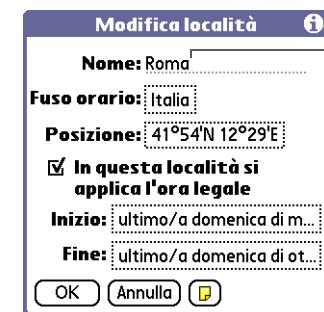 Modifica località
Nome: Roma
Fuso orario: Italia
Posizione: 41°54'N 12°29'E
In questa località si
applica l'ora legale
Inizio: ultimo/a domenica di m...
Fine: ultimo/a domenica di ot...
OK Annulla